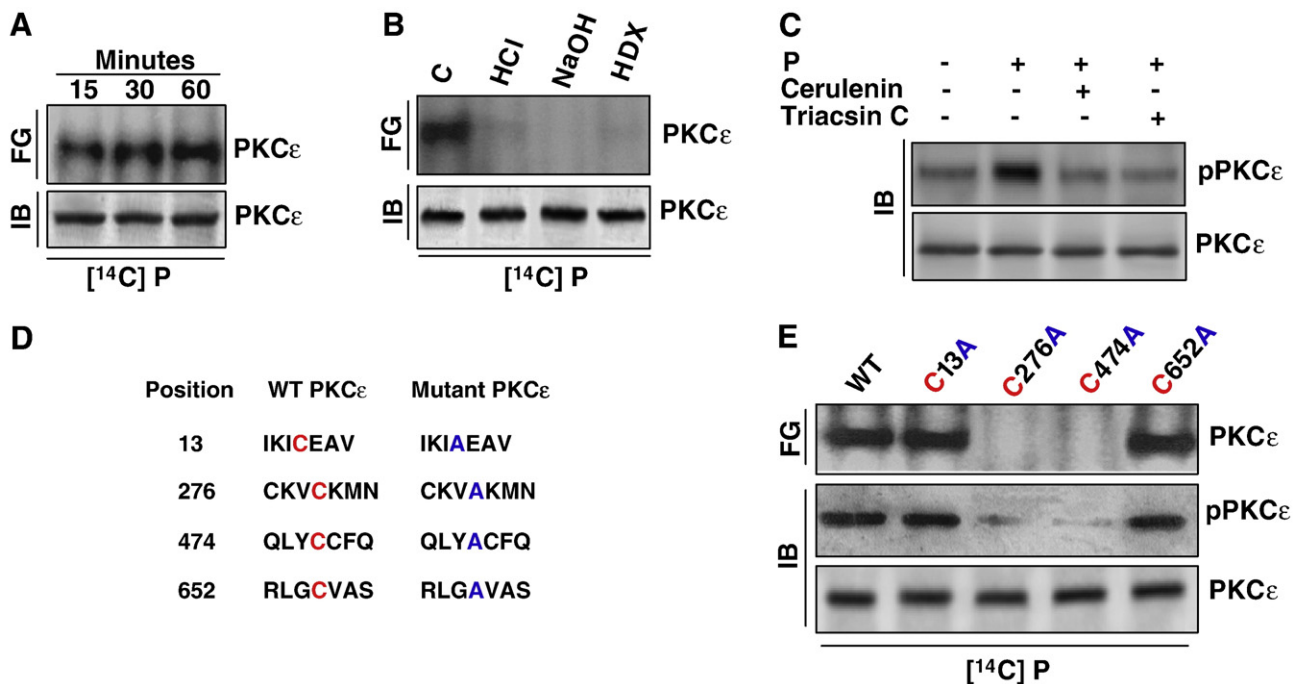 A
Minutes
15 30 60
FG
PKCε
IB
PKCε
[¹⁴C] P
B
C HCl NaOH HDX
FG
PKCε
IB
PKCε
[¹⁴C] P
C
P - + + +
Cerulenin - - + -
Triacsin C - - - +
IB
pPKCε
PKCε
D
Position WT PKCε Mutant PKCε
13 IKICEAV IKIAEAV
276 CKVCKMN CKVAKMN
474 QLYCCFQ QLYACFQ
652 RLGCVAS RLGAVAS
E
WT C13A C276A C474A C652A
FG
PKCε
IB
pPKCε
PKCε
[¹⁴C] P